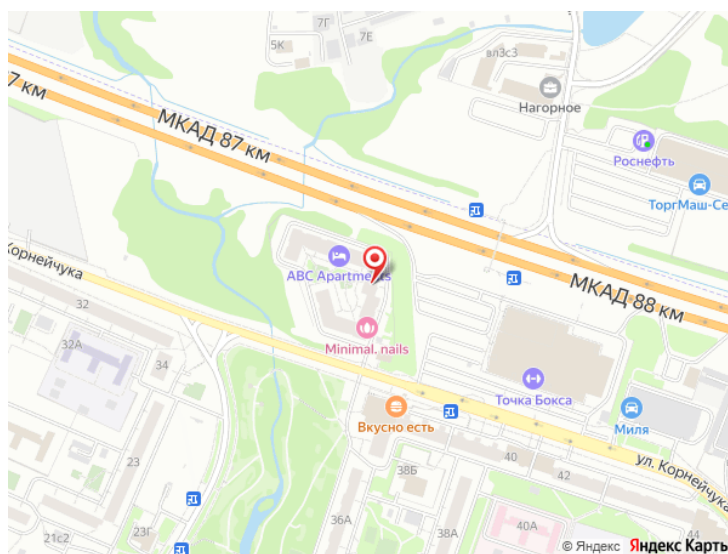 7Г
7Е
5К
вл3с3
Нагорное
Роснефть
ТоргМаш-Се
7 км
МКАД 87 км
МКАД 88 км
Корнейчука
ABC Apartments
Minimal. nails
32
32А
34
Точка Бокса
Миля
Вкусно есть
ул. Корнейчука
40
42
38Б
23
36А
38А
40А
44
21с2
23Г
© Яндекс Яндекс Карты